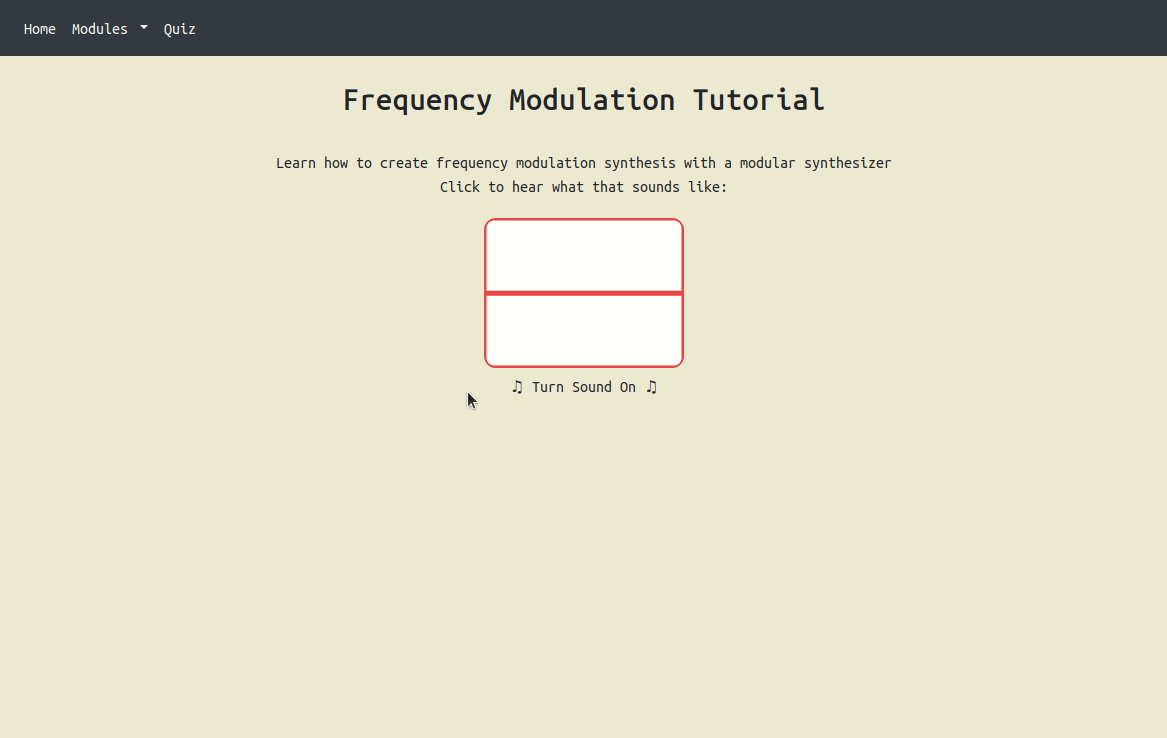 Home Modules Quiz
Frequency Modulation Tutorial
Learn how to create frequency modulation synthesis with a modular synthesizer
Click to hear what that sounds like:
♫ Turn Sound On ♫